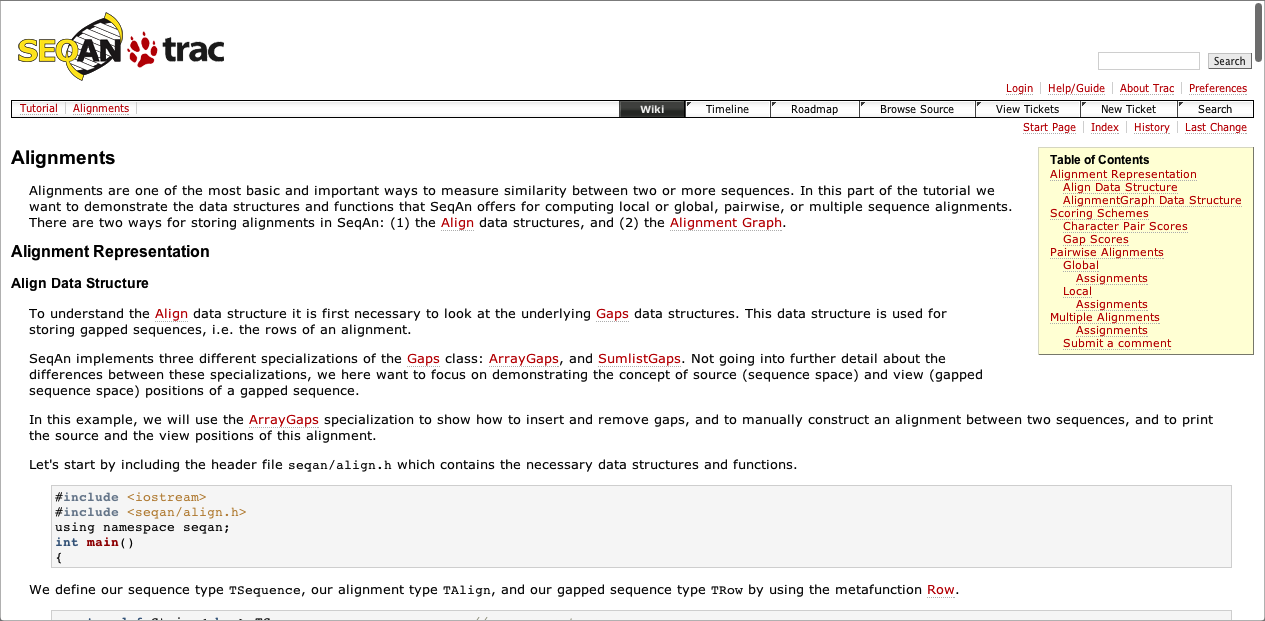 SEQAN trac
Search
Login Help/Guide About Trac Preferences
Tutorial Alignments Wiki Timeline Roadmap Browse Source View Tickets New Ticket Search
Start Page Index History Last Change
Alignments
Alignments are one of the most basic and important ways to measure similarity between two or more sequences. In this part of the tutorial we
want to demonstrate the data structures and functions that SeqAn offers for computing local or global, pairwise, or multiple sequence alignments.
There are two ways for storing alignments in SeqAn: (1) the Align data structures, and (2) the Alignment Graph.
Table of Contents
Alignment Representation
Align Data Structure
AlignmentGraph Data Structure
Scoring Schemes
Character Pair Scores
Gap Scores
Pairwise Alignments
Global
Assignments
Local
Assignments
Multiple Alignments
Assignments
Submit a comment
Alignment Representation
Align Data Structure
To understand the Align data structure it is first necessary to look at the underlying Gaps data structures. This data structure is used for
storing gapped sequences, i.e. the rows of an alignment.
SeqAn implements three different specializations of the Gaps class: ArrayGaps, and SumlistGaps. Not going into further detail about the
differences between these specializations, we here want to focus on demonstrating the concept of source (sequence space) and view (gapped
sequence space) positions of a gapped sequence.
In this example, we will use the ArrayGaps specialization to show how to insert and remove gaps, and to manually construct an alignment between two sequences, and to print
the source and the view positions of this alignment.
Let's start by including the header file seqan/align.h which contains the necessary data structures and functions.
#include <iostream>
#include <seqan/align.h>
using namespace seqan;
int main()
{
We define our sequence type TSequence, our alignment type TAlign, and our gapped sequence type TRow by using the metafunction Row.